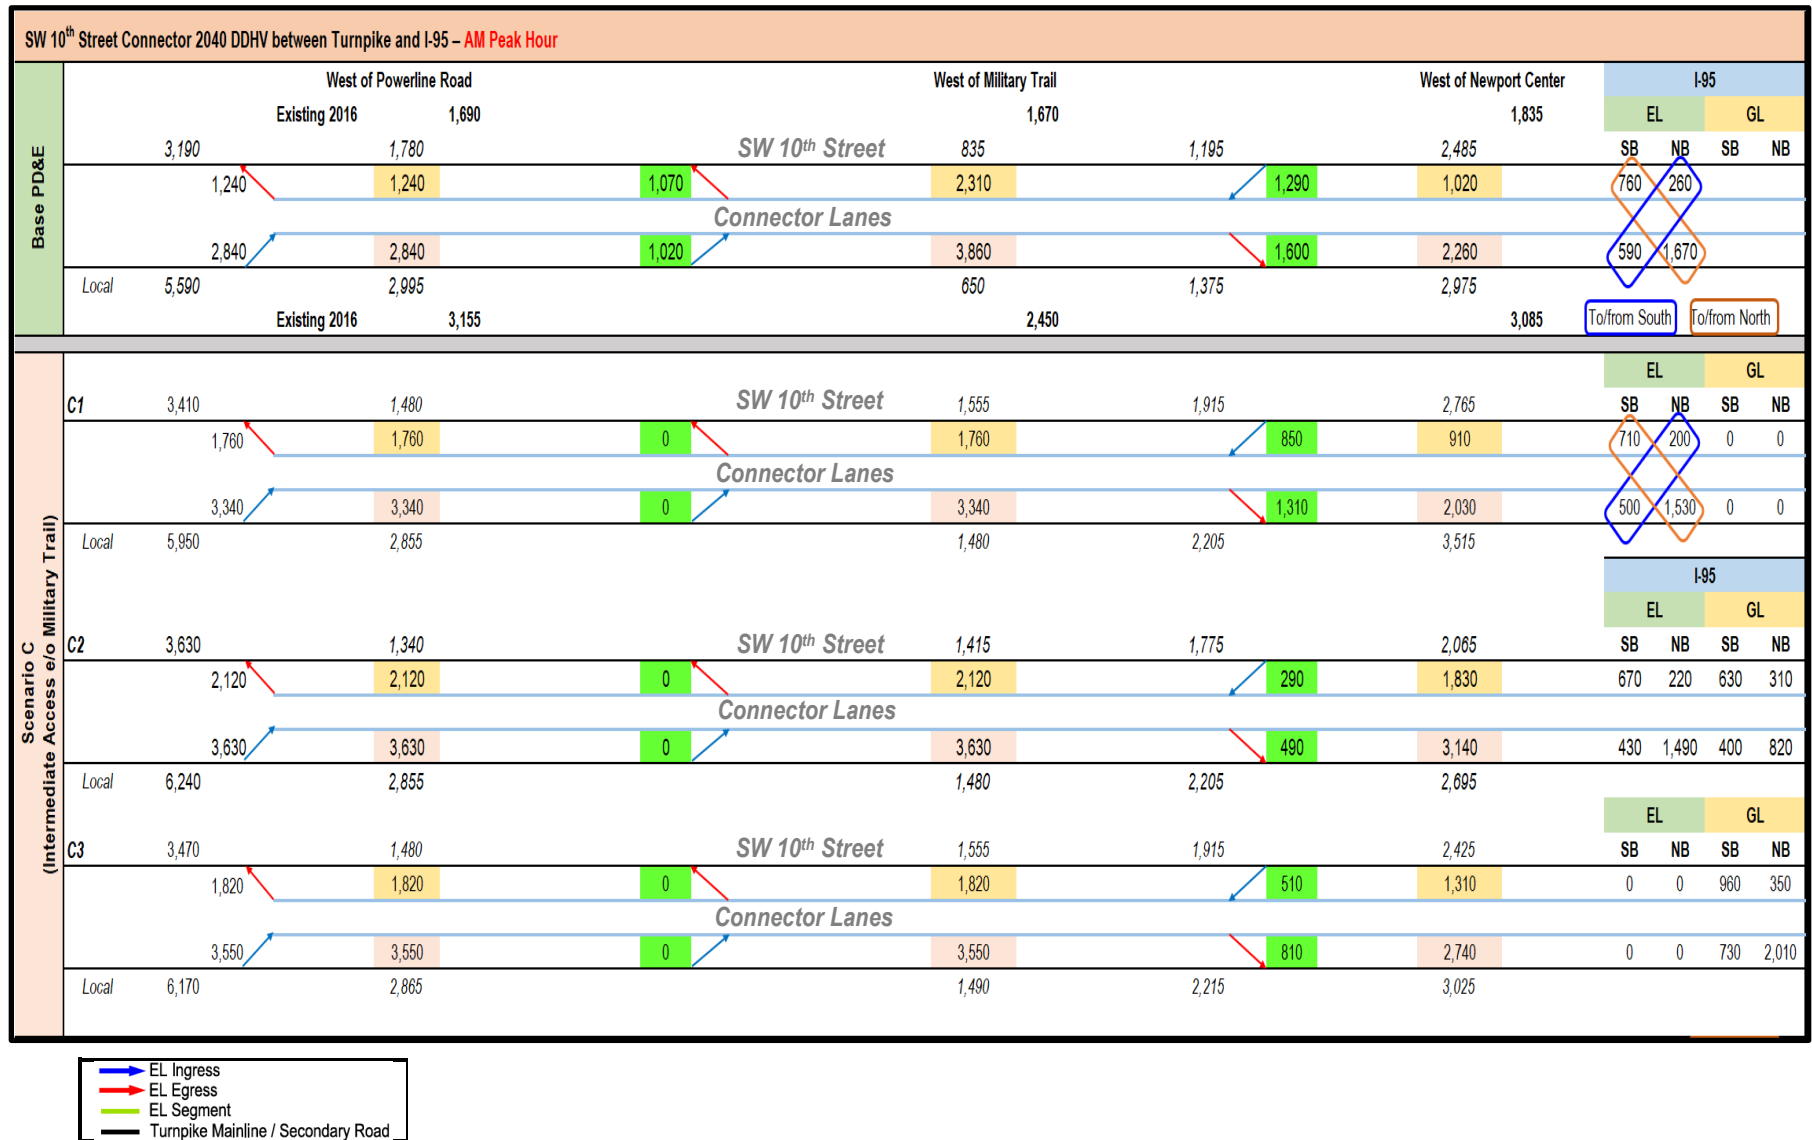 SW 10th Street Connector 2040 DDHV between Turnpike and I-95 – AM Peak Hour
Base PD&E
West of Powerline Road West of Military Trail West of Newport Center I-95
Existing 2016 1,690 1,670 1,835 EL GL
3,190 1,780 SW 10th Street 835 1,195 2,485 SB NB SB NB
1,240 1,240 1,070 2,310 1,290 1,020 760 260
Connector Lanes
2,840 2,840 1,020 3,860 1,600 2,260 590 1,670
Local 5,590 2,995 650 1,375 2,975
Existing 2016 3,155 2,450 3,085 To/from South To/from North
Scenario C
(Intermediate Access e/o Military Trail)
EL GL
C1 3,410 1,480 SW 10th Street 1,555 1,915 2,765 SB NB SB NB
1,760 1,760 0 1,760 850 910 710 200 0 0
Connector Lanes
3,340 3,340 0 3,340 1,310 2,030 500 1,530 0 0
Local 5,950 2,855 1,480 2,205 3,515
I-95
EL GL
C2 3,630 1,340 SW 10th Street 1,415 1,775 2,065 SB NB SB NB
2,120 2,120 0 2,120 290 1,830 670 220 630 310
Connector Lanes
3,630 3,630 0 3,630 490 3,140 430 1,490 400 820
Local 6,240 2,855 1,480 2,205 2,695
EL GL
C3 3,470 1,480 SW 10th Street 1,555 1,915 2,425 SB NB SB NB
1,820 1,820 0 1,820 510 1,310 0 0 960 350
Connector Lanes
3,550 3,550 0 3,550 810 2,740 0 0 730 2,010
Local 6,170 2,865 1,490 2,215 3,025
EL Ingress
EL Egress
EL Segment
Turnpike Mainline / Secondary Road